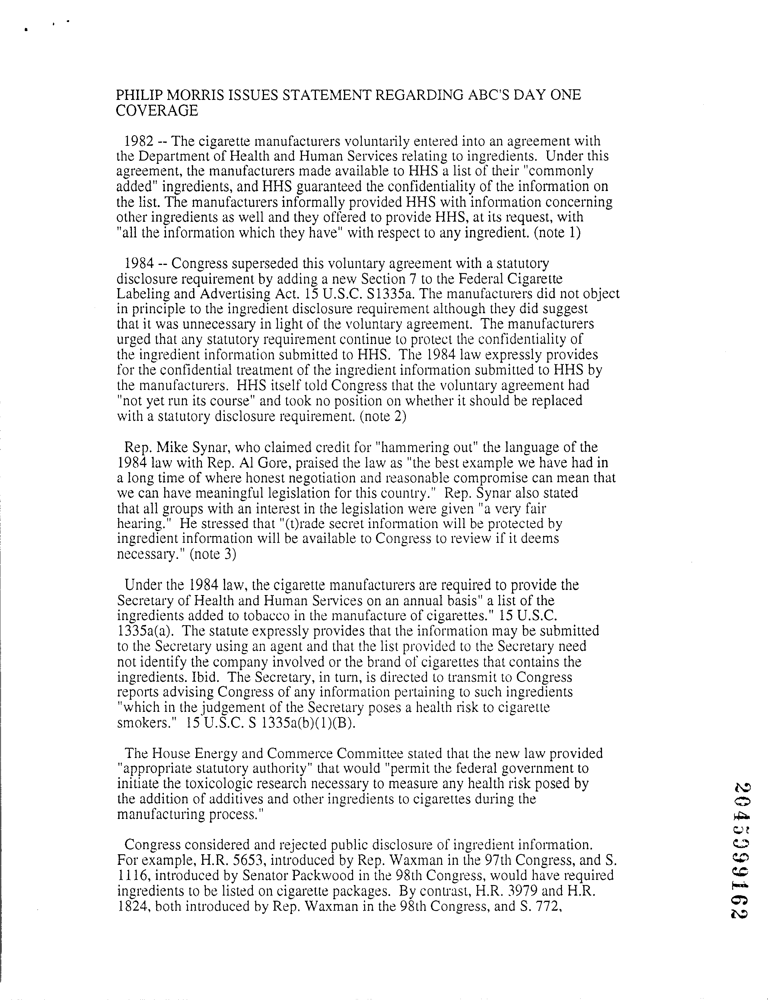 PHILIP MORRIS ISSUES STATEMENT REGARDING ABC'S DAY ONE
COVERAGE
1982 -- The cigarette manufacturers voluntarily entered into an agreement with
the Department of Health and Human Services relating to ingredients. Under this
agreement, the manufacturers made available to HHS a list of their "commonly
added" ingredients, and HHS guaranteed the confidentiality of the information on
the list. The manufacturers informally provided HHS with information concerning
other ingredients as well and they offered to provide HHS, at its request, with
"all the information which they have" with respect to any ingredient. (note 1)
1984 -- Congress superseded this voluntary agreement with a statutory
disclosure requirement by adding a new Section 7 to the Federal Cigarette
Labeling and Advertising Act. 15 U.S.C. S1335a. The manufacturers did not object
in principle to the ingredient disclosure requirement although they did suggest
that it was unnecessary in light of the voluntary agreement. The manufacturers
urged that any statutory requirement continue to protect the confidentiality of
the ingredient information submitted to HHS. The 1984 law expressly provides
for the confidential treatment of the ingredient information submitted to HHS by
the manufacturers. HHS itself told Congress that the voluntary agreement had
"not yet run its course" and took no position on whether it should be replaced
with a statutory disclosure requirement. (note 2)
Rep. Mike Synar, who claimed credit for "hammering out" the language of the
1984 law with Rep. Al Gore, praised the law as "the best example we have had in
a long time of where honest negotiation and reasonable compromise can mean that
we can have meaningful legislation for this country." Rep. Synar also stated
that all groups with an interest in the legislation were given "a very fair
hearing." He stressed that "(t)rade secret information will be protected by
ingredient information will be available to Congress to review if it deems
necessary." (note 3)
Under the 1984 law, the cigarette manufacturers are required to provide the
Secretary of Health and Human Services on an annual basis" a list of the
ingredients added to tobacco in the manufacture of cigarettes." 15 U.S.C.
1335a(a). The statute expressly provides that the information may be submitted
to the Secretary using an agent and that the list provided to the Secretary need
not identify the company involved or the brand of cigarettes that contains the
ingredients. Ibid. The Secretary, in turn, is directed to transmit to Congress
reports advising Congress of any information pertaining to such ingredients
"which in the judgement of the Secretary poses a health risk to cigarette
smokers." 15 U.S.C. S 1335a(b)(1)(B).
The House Energy and Commerce Committee stated that the new law provided
"appropriate statutory authority" that would "permit the federal government to
initiate the toxicologic research necessary to measure any health risk posed by
the addition of additives and other ingredients to cigarettes during the
manufacturing process."
Congress considered and rejected public disclosure of ingredient information.
For example, H.R. 5653, introduced by Rep. Waxman in the 97th Congress, and S.
1116, introduced by Senator Packwood in the 98th Congress, would have required
ingredients to be listed on cigarette packages. By contrast, H.R. 3979 and H.R.
1824, both introduced by Rep. Waxman in the 98th Congress, and S. 772,
2045999162